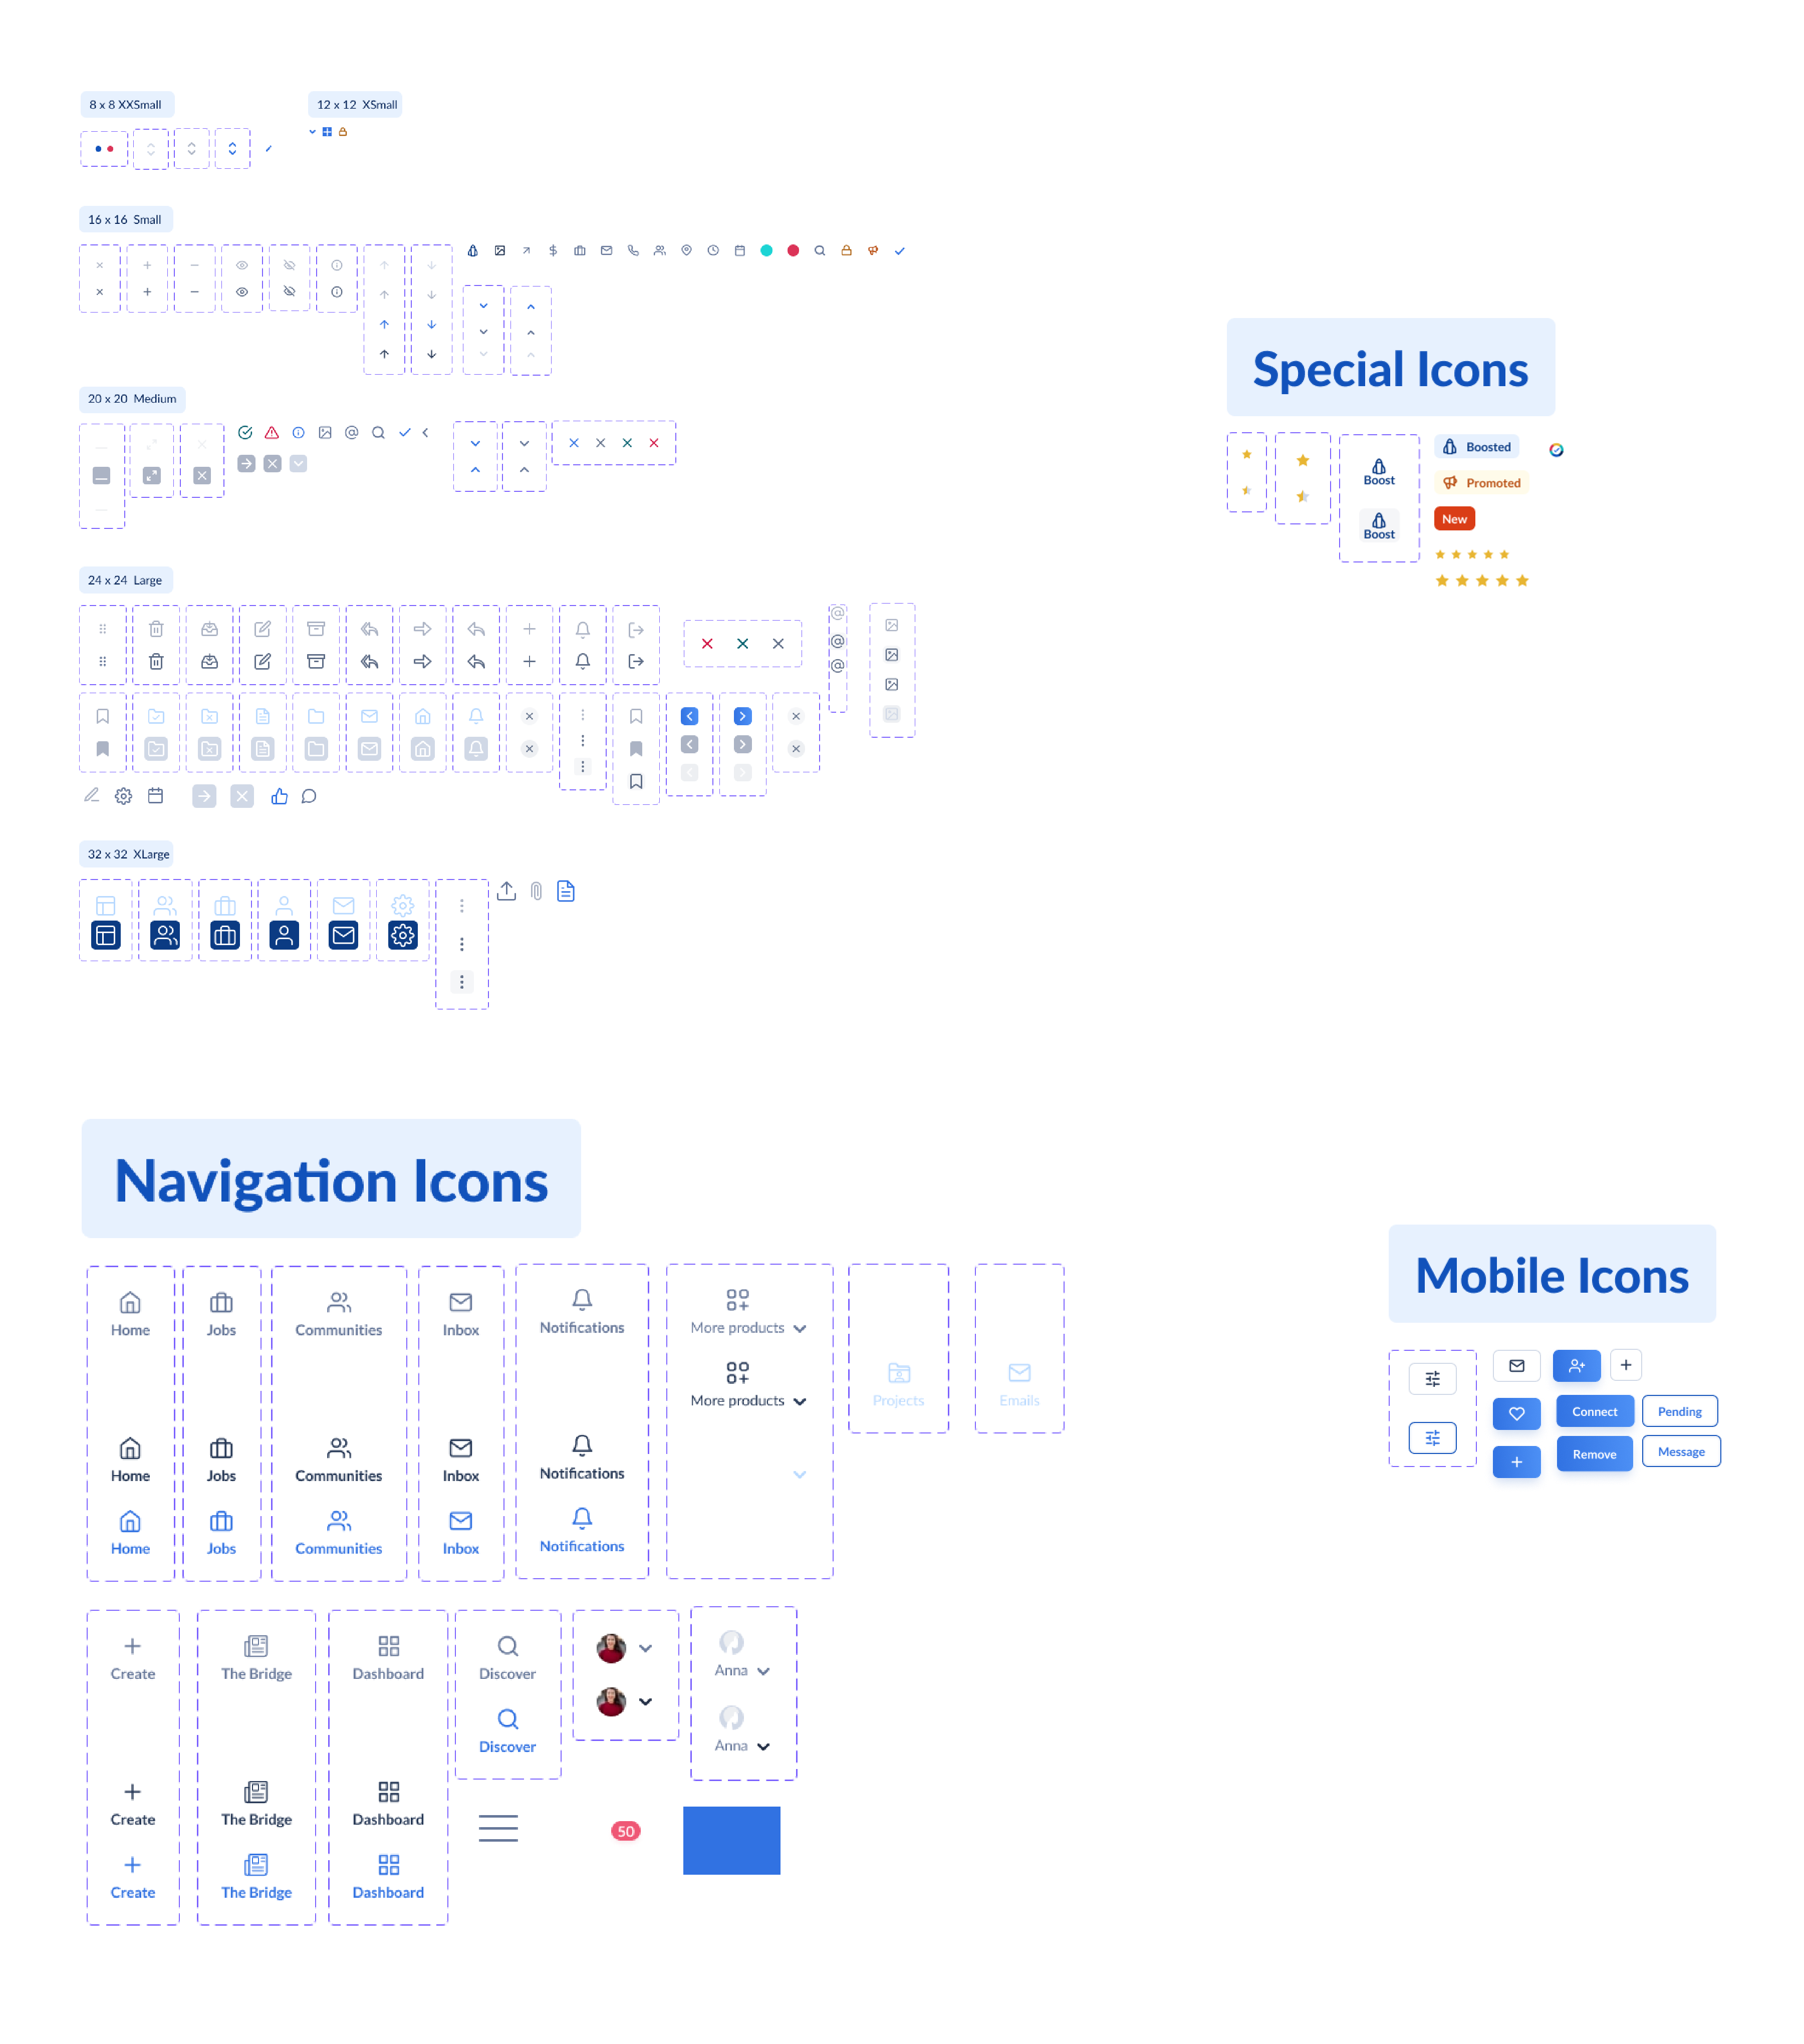 8 x 8 XXSmall
12 x 12 XSmall
16 x 16 Small
20 x 20 Medium
24 x 24 Large
32 x 32 XLarge
Special Icons
Boost
Boost
Boosted
Promoted
New
Navigation Icons
Home
Jobs
Communities
Inbox
Notifications
More products
More products
Projects
Emails
Home
Jobs
Communities
Inbox
Notifications
Home
Jobs
Communities
Inbox
Notifications
Create
The Bridge
Dashboard
Discover
Anna
Discover
Anna
Create
The Bridge
Dashboard
50
Create
The Bridge
Dashboard
Mobile Icons
Connect
Pending
Remove
Message